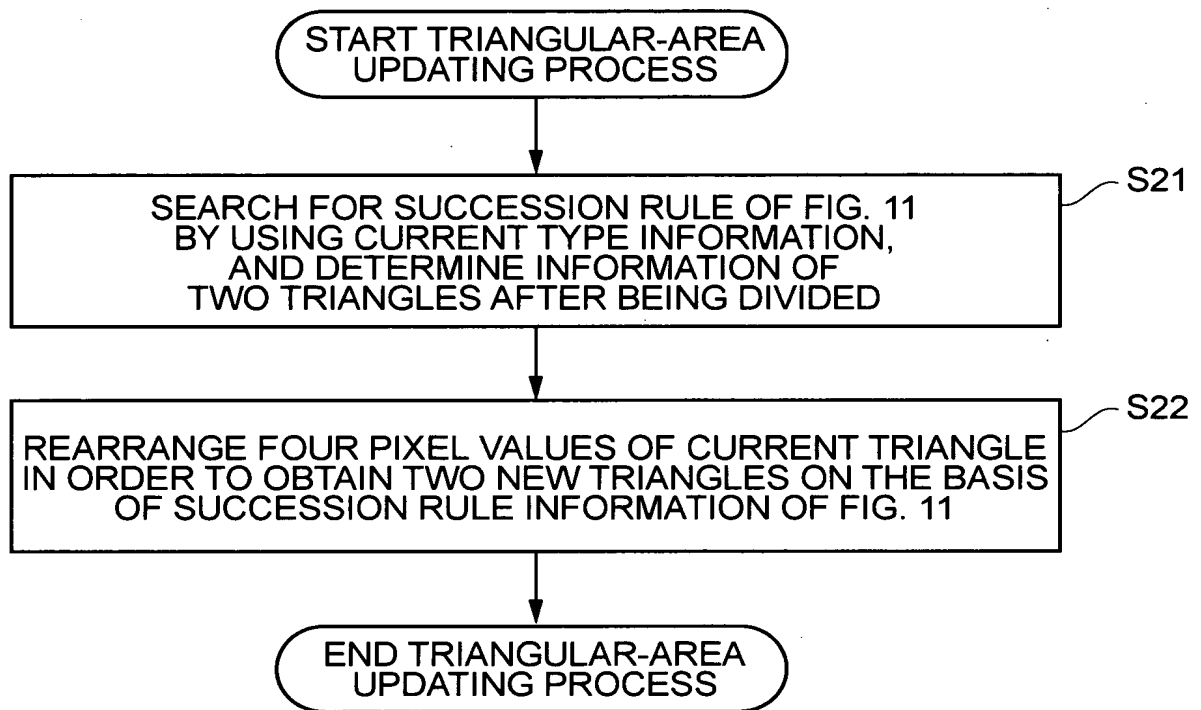 START TRIANGULAR-AREA
UPDATING PROCESS
S21
SEARCH FOR SUCCESSION RULE OF FIG. 11
BY USING CURRENT TYPE INFORMATION,
AND DETERMINE INFORMATION OF
TWO TRIANGLES AFTER BEING DIVIDED
S22
REARRANGE FOUR PIXEL VALUES OF CURRENT TRIANGLE
IN ORDER TO OBTAIN TWO NEW TRIANGLES ON THE BASIS
OF SUCCESSION RULE INFORMATION OF FIG. 11
END TRIANGULAR-AREA
UPDATING PROCESS